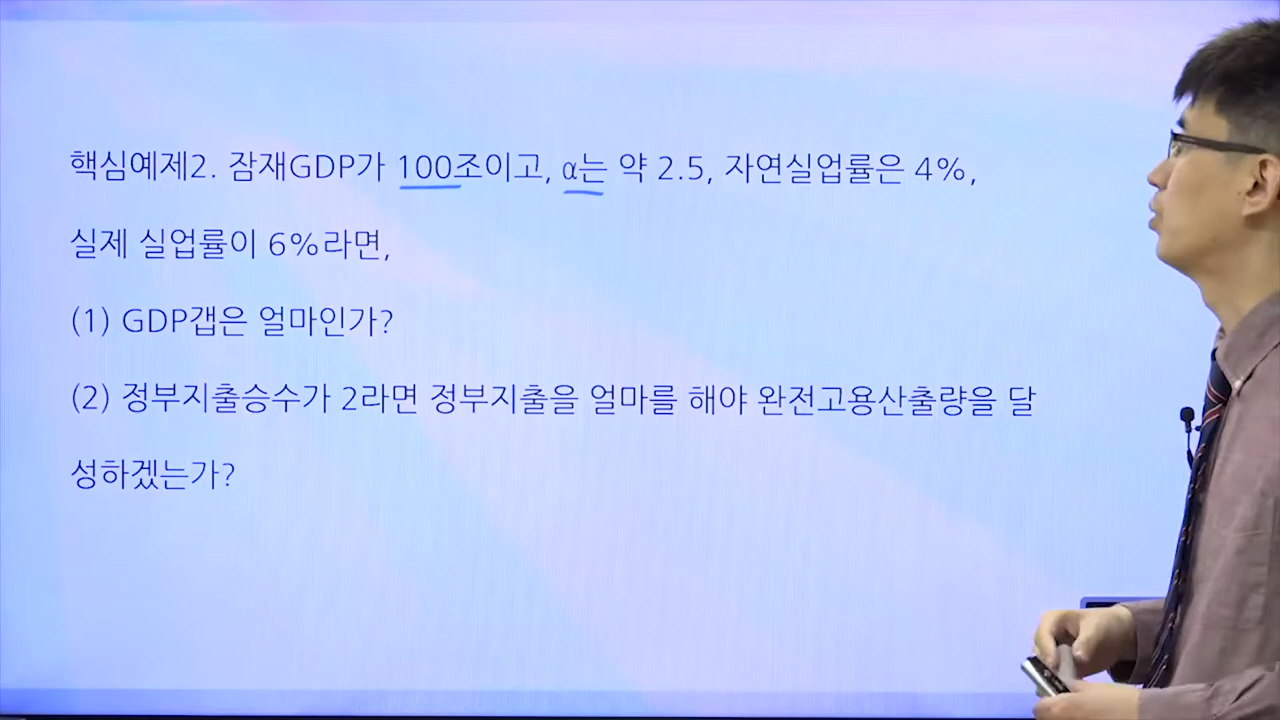 핵심예제2. 잠재GDP가 100조이고, α는 약 2.5, 자연실업률은 4%,
실제 실업률이 6%라면,
(1) GDP갭은 얼마인가?
(2) 정부지출승수가 2라면 정부지출을 얼마를 해야 완전고용산출량을 달
성하겠는가?